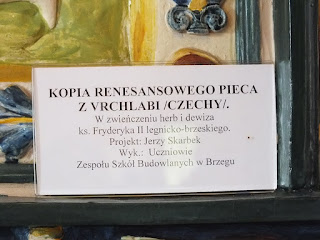 KOPIA RENESANSOWEGO PIECA
Z VRCHLABI /CZECHY/.
W zwieńczeniu herb i dewiza
ks. Fryderyka II legnicko-brzeskiego.
Projekt: Jerzy Skarbek
Wyk.: Uczniowie
Zespołu Szkół Budowlanych w Brzegu